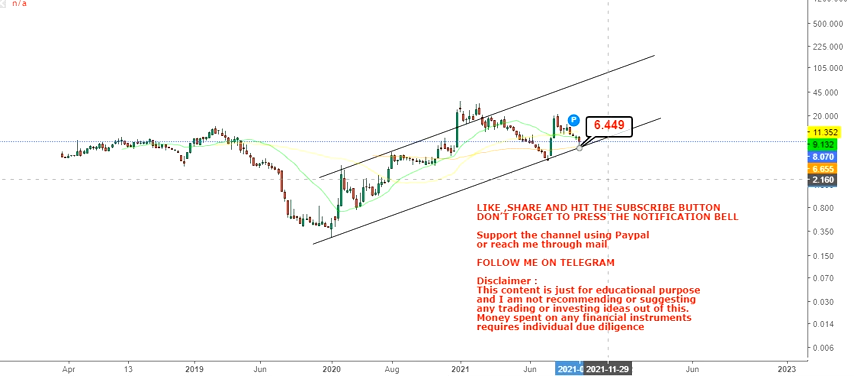 n/a
500.000
225.000
105.000
45.000
20.000
11.352
9.132
8.070
6.655
2.160
0.800
0.350
0.150
0.070
0.030
0.014
0.006
P
6.449
LIKE ,SHARE AND HIT THE SUBSCRIBE BUTTON
DON'T FORGET TO PRESS THE NOTIFICATION BELL
Support the channel using Paypal
or reach me through mail
FOLLOW ME ON TELEGRAM
Disclaimer :
This content is just for educational purpose
and I am not recommending or suggesting
any trading or investing ideas out of this.
Money spent on any financial instruments
requires individual due diligence
Apr 13 2019 Jun 2020 Aug 2021 Jun 2021-11-29 Jun 2023